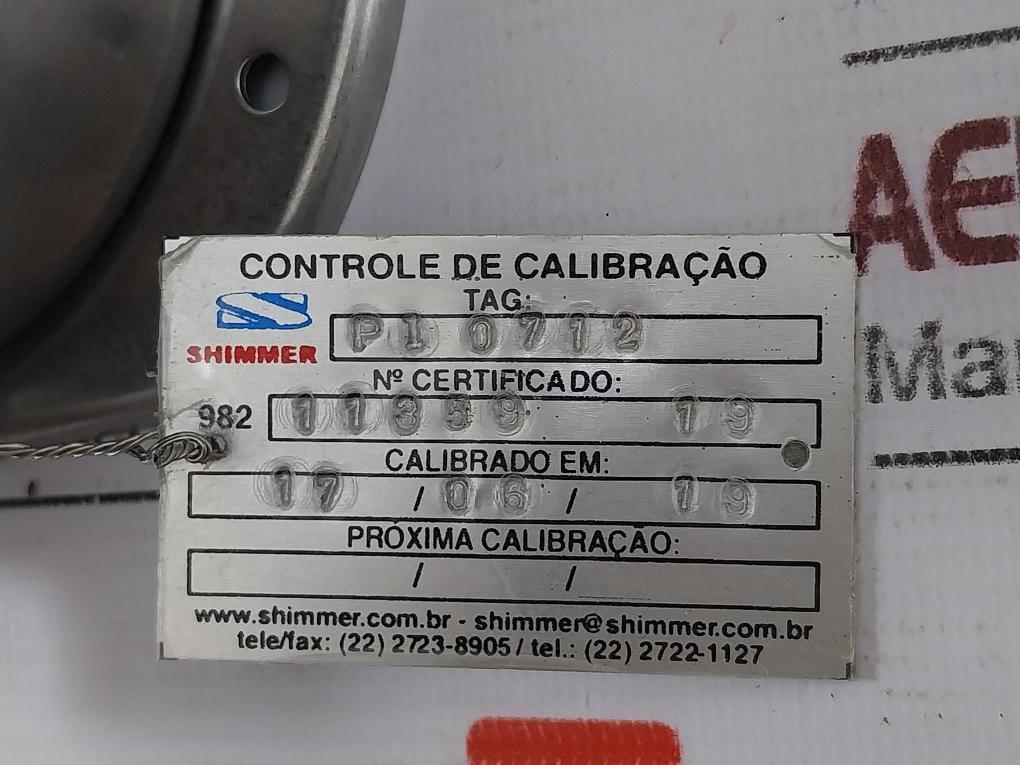 CONTROLE DE CALIBRAÇÃO
TAG:
SHIMMER
PI 0712
Nº CERTIFICADO:
982 11359 19
CALIBRADO EM:
17 / 06 / 19
PRÓXIMA CALIBRAÇÃO:
/ /
www.shimmer.com.br - shimmer@shimmer.com.br
tele/fax: (22) 2723-8905 / tel.: (22) 2722-1127